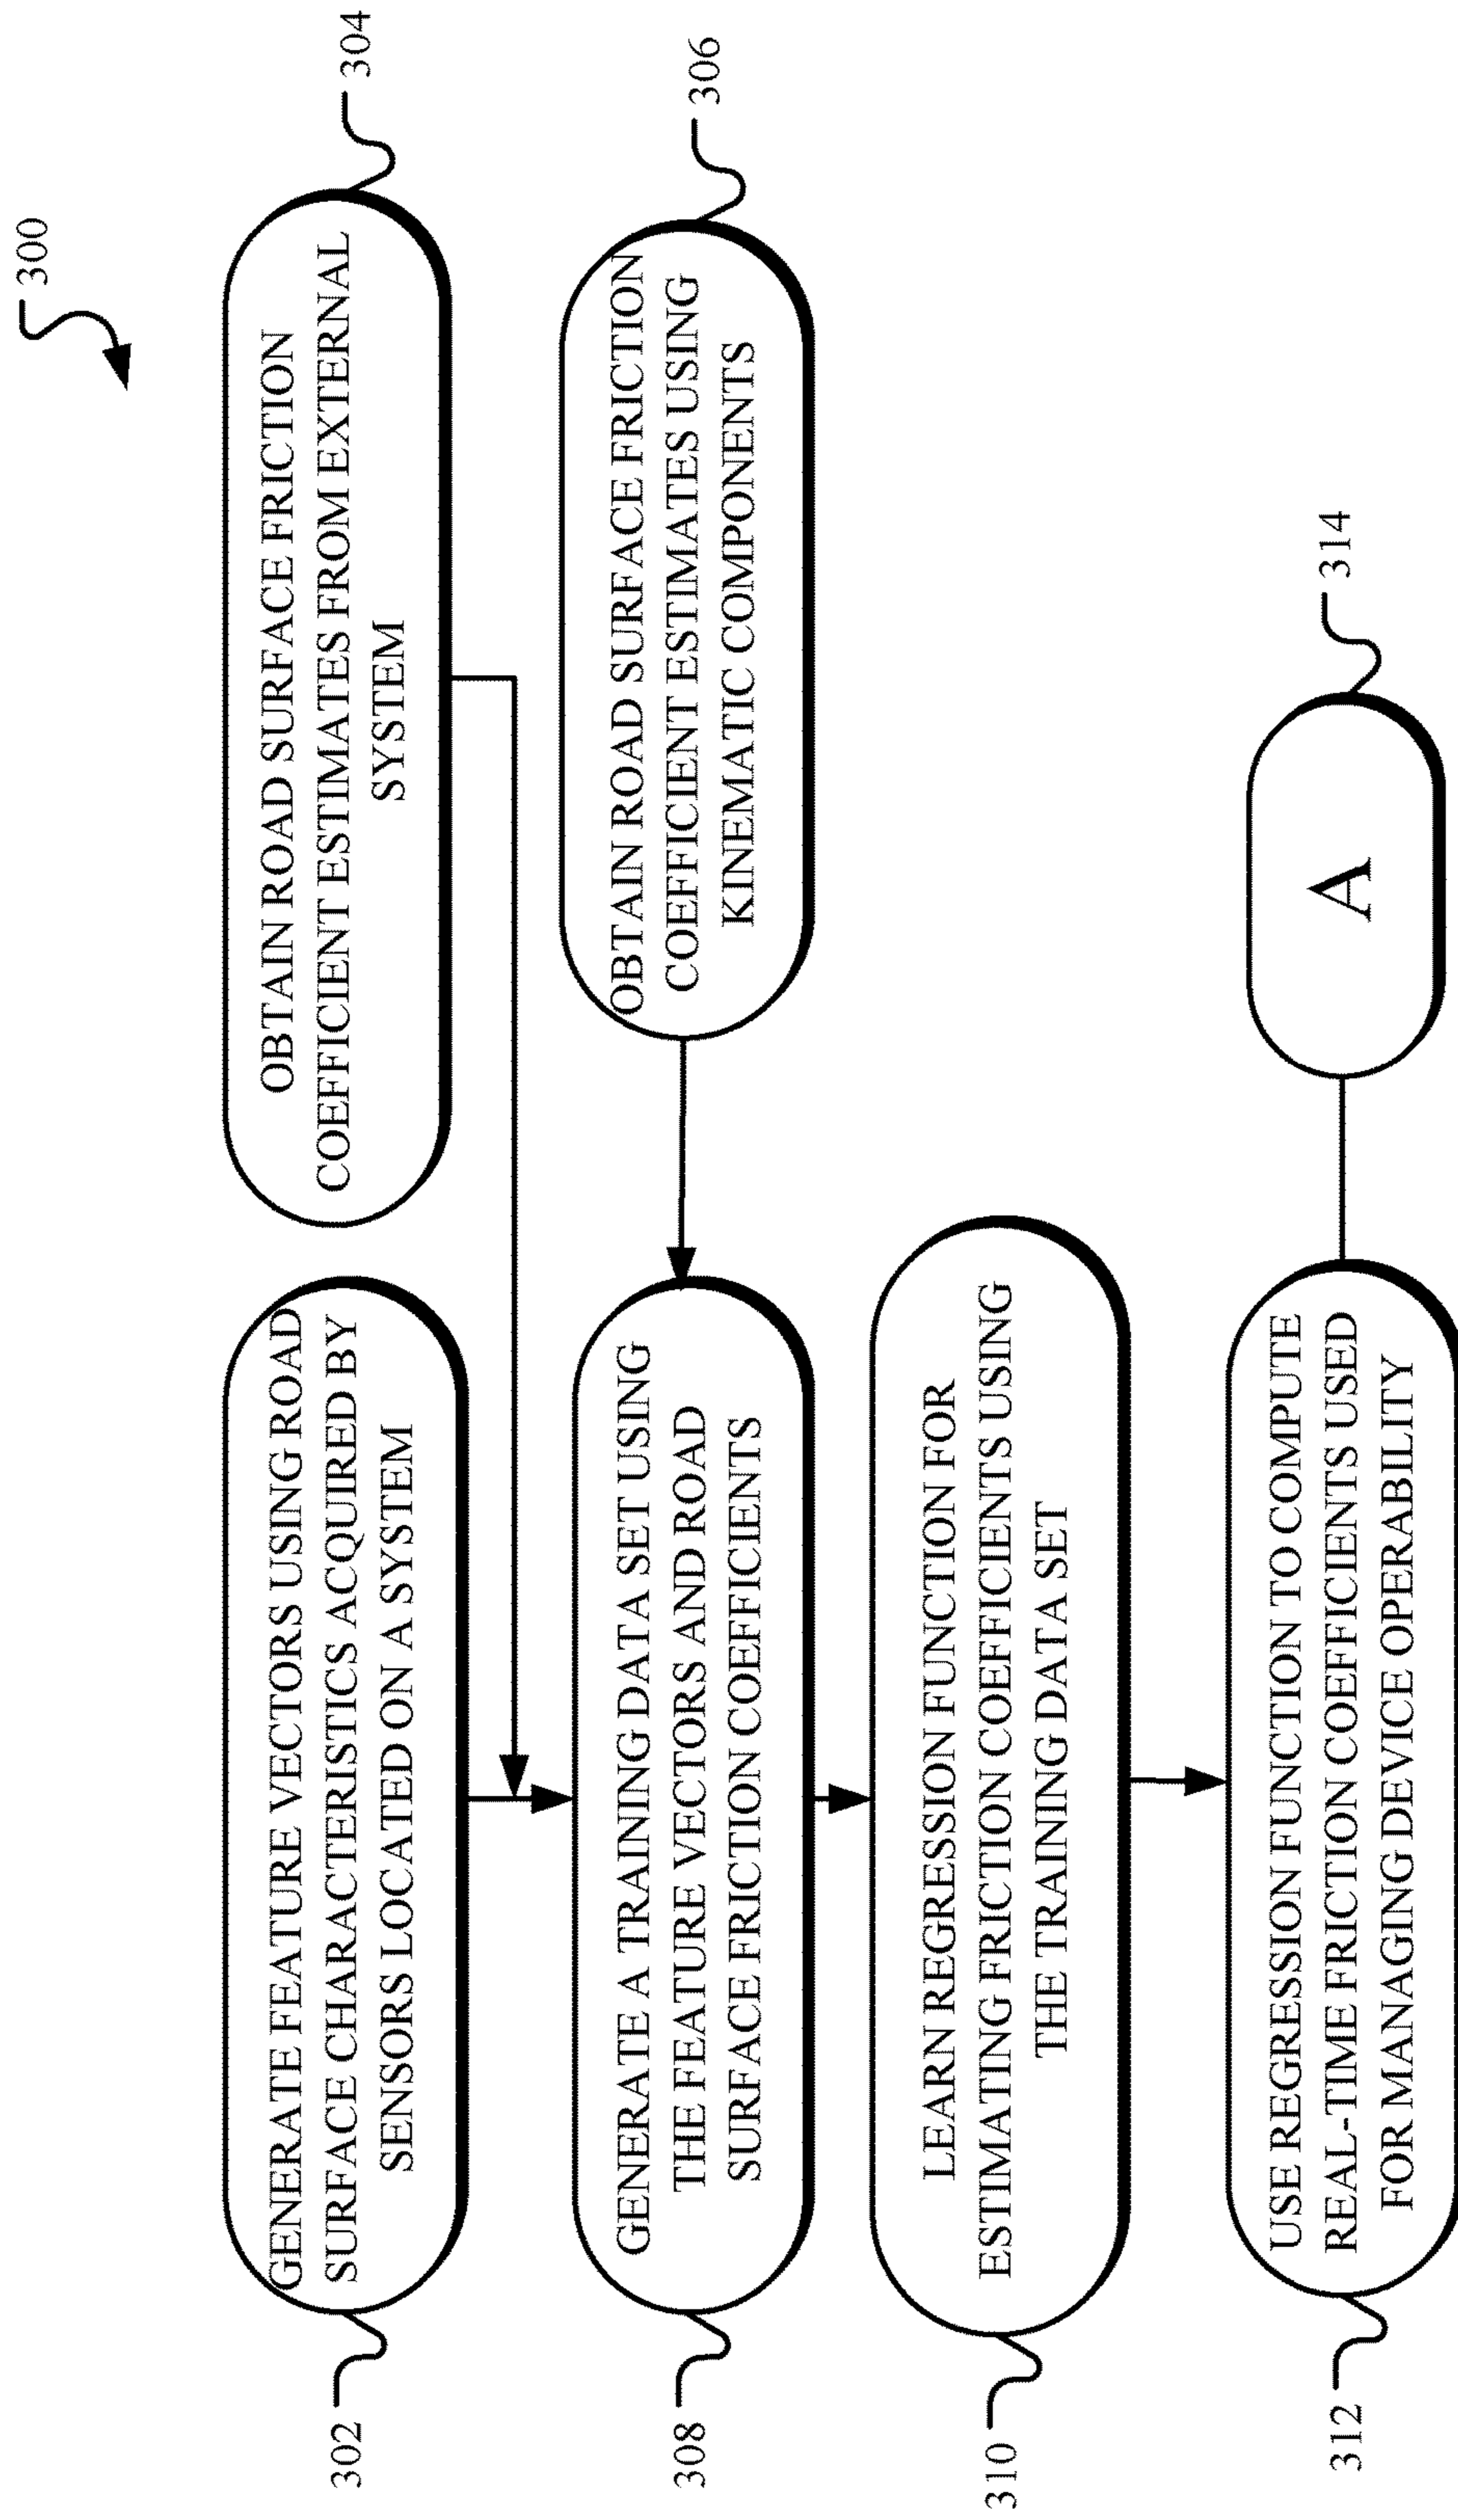 300
302
GENERATE FEATURE VECTORS USING ROAD
SURFACE CHARACTERISTICS ACQUIRED BY
SENSORS LOCATED ON A SYSTEM
OBTAIN ROAD SURFACE FRICTION
COEFFICIENT ESTIMATES FROM EXTERNAL
SYSTEM
304
308
GENERATE A TRAINING DATA SET USING
THE FEATURE VECTORS AND ROAD
SURFACE FRICTION COEFFICIENTS
OBTAIN ROAD SURFACE FRICTION
COEFFICIENT ESTIMATES USING
KINEMATIC COMPONENTS
306
310
LEARN REGRESSION FUNCTION FOR
ESTIMATING FRICTION COEFFICIENTS USING
THE TRAINING DATA SET
312
USE REGRESSION FUNCTION TO COMPUTE
REAL-TIME FRICTION COEFFICIENTS USED
FOR MANAGING DEVICE OPERABILITY
A
314